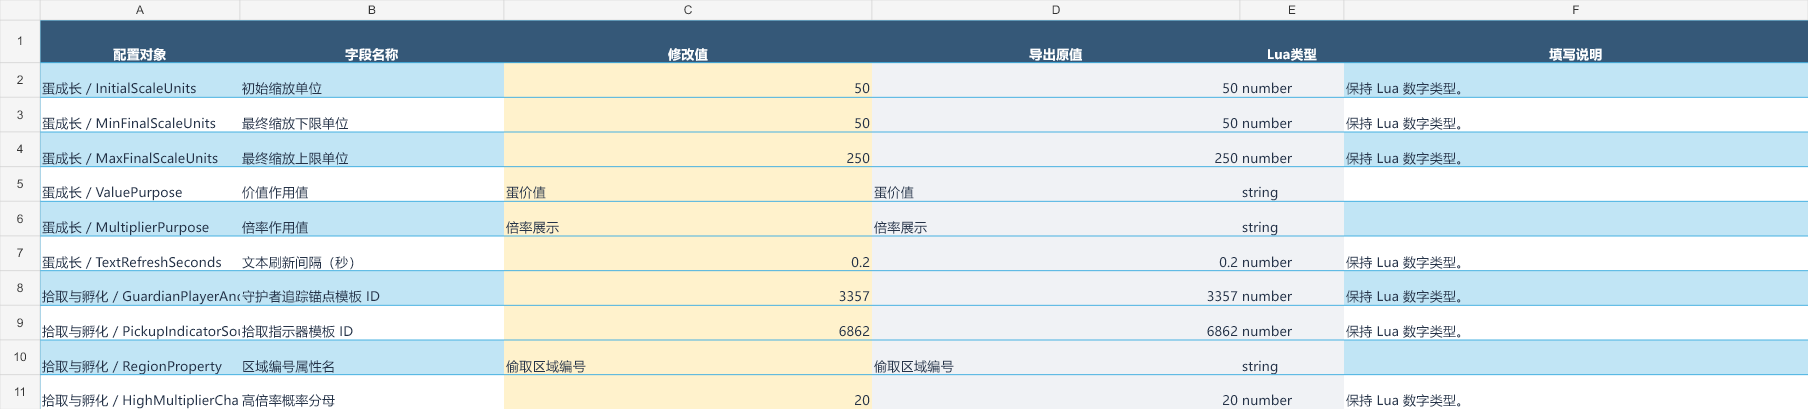 A B C D E F
1 配置对象 字段名称 修改值 导出原值 Lua类型 填写说明
2 蛋成长 / InitialScaleUnits 初始缩放单位 50 50 number 保持 Lua 数字类型。
3 蛋成长 / MinFinalScaleUnits 最终缩放下限单位 50 50 number 保持 Lua 数字类型。
4 蛋成长 / MaxFinalScaleUnits 最终缩放上限单位 250 250 number 保持 Lua 数字类型。
5 蛋成长 / ValuePurpose 价值作用值 蛋价值 蛋价值 string
6 蛋成长 / MultiplierPurpose 倍率作用值 倍率展示 倍率展示 string
7 蛋成长 / TextRefreshSeconds 文本刷新间隔（秒） 0.2 0.2 number 保持 Lua 数字类型。
8 拾取与孵化 / GuardianPlayerAnc 守护者追踪锚点模板 ID 3357 3357 number 保持 Lua 数字类型。
9 拾取与孵化 / PickupIndicatorSou 拾取指示器模板 ID 6862 6862 number 保持 Lua 数字类型。
10 拾取与孵化 / RegionProperty 区域编号属性名 偷取区域编号 偷取区域编号 string
11 拾取与孵化 / HighMultiplierCha 高倍率概率分母 20 20 number 保持 Lua 数字类型。